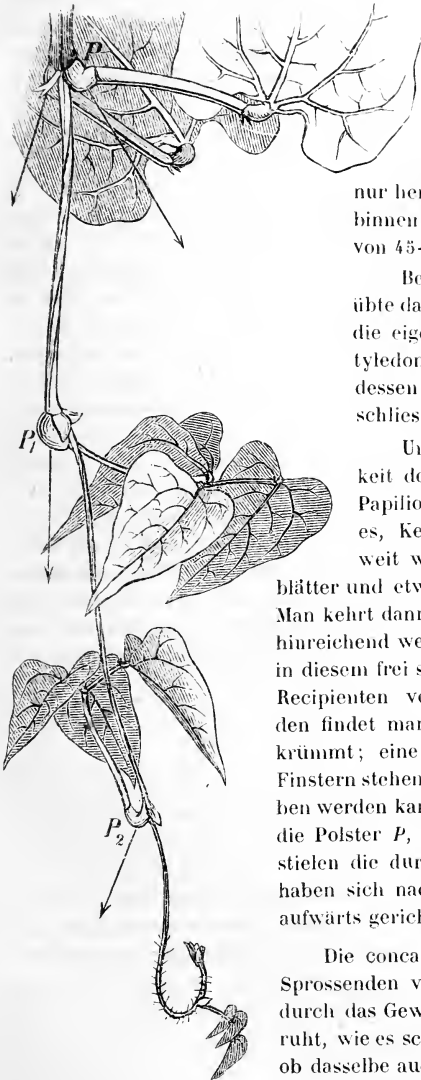 P
nur her
binnen
von 45-
Be
übte da
die eige
tyledon
dessen
schlies
P1
Un
keit de
Papilio
es, Ke
weit w
blätter und etw
Man kehrt dann
hinreichend we
in diesem frei s
Recipienten ve
den findet man
krümmt; eine
Finstern stehen
P2
ben werden kan
die Polster P,
stielen die dur
haben sich nac
aufwärts gerich
Die conca
Sprossenden v
durch das Gew
ruht, wie es sc
ob dasselbe au